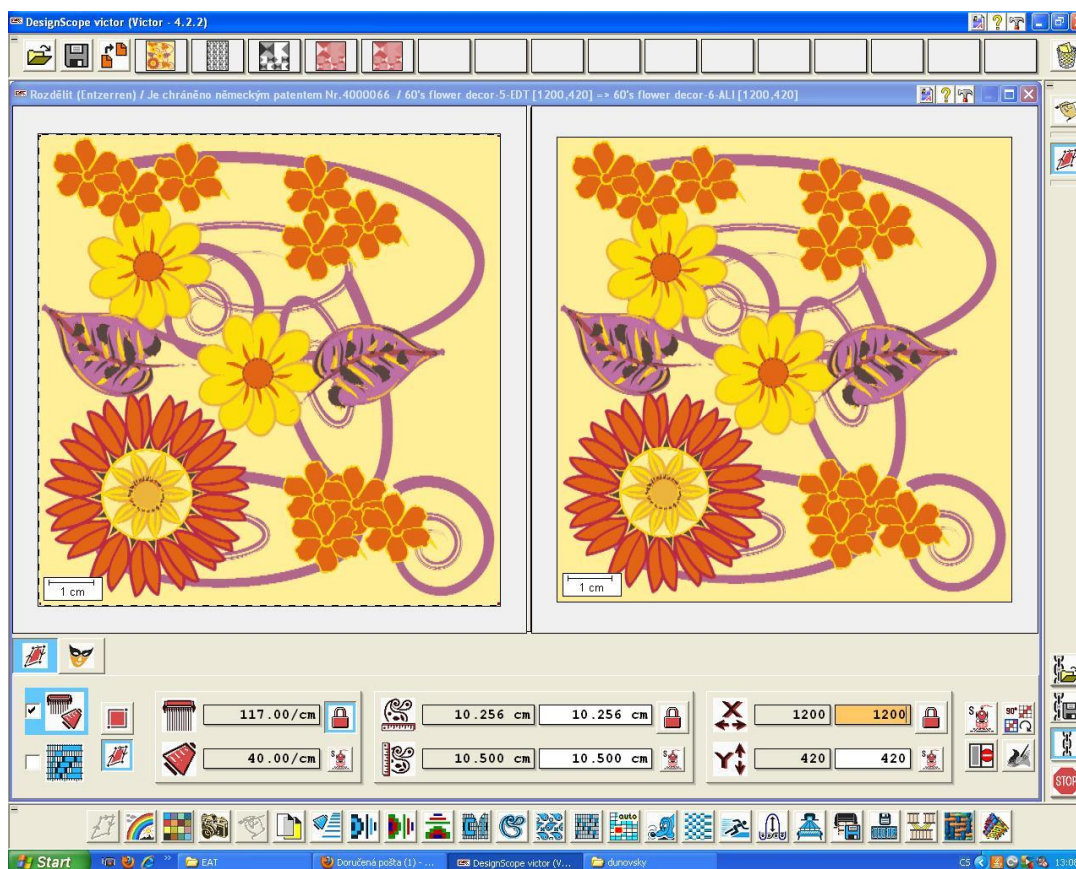 DesignScope victor (Victor - 4.2.2)
Rozdělit (Entzerren) / Je chráněno německým patentem Nr.4000066 / 60's flower decor-5-EDT [1200,420] => 60's flower decor-6-ALI [1200,420]
1 cm
1 cm
117.00/cm
10.256 cm 10.256 cm
X 1200 1200
S 90°
40.00/cm
S
10.500 cm 10.500 cm
S
Y 420 420
S
STOP
auto
Start
EAT
Doručená pošta (1) - ...
DesignScope victor (V...
dunovsky
CS
13:08